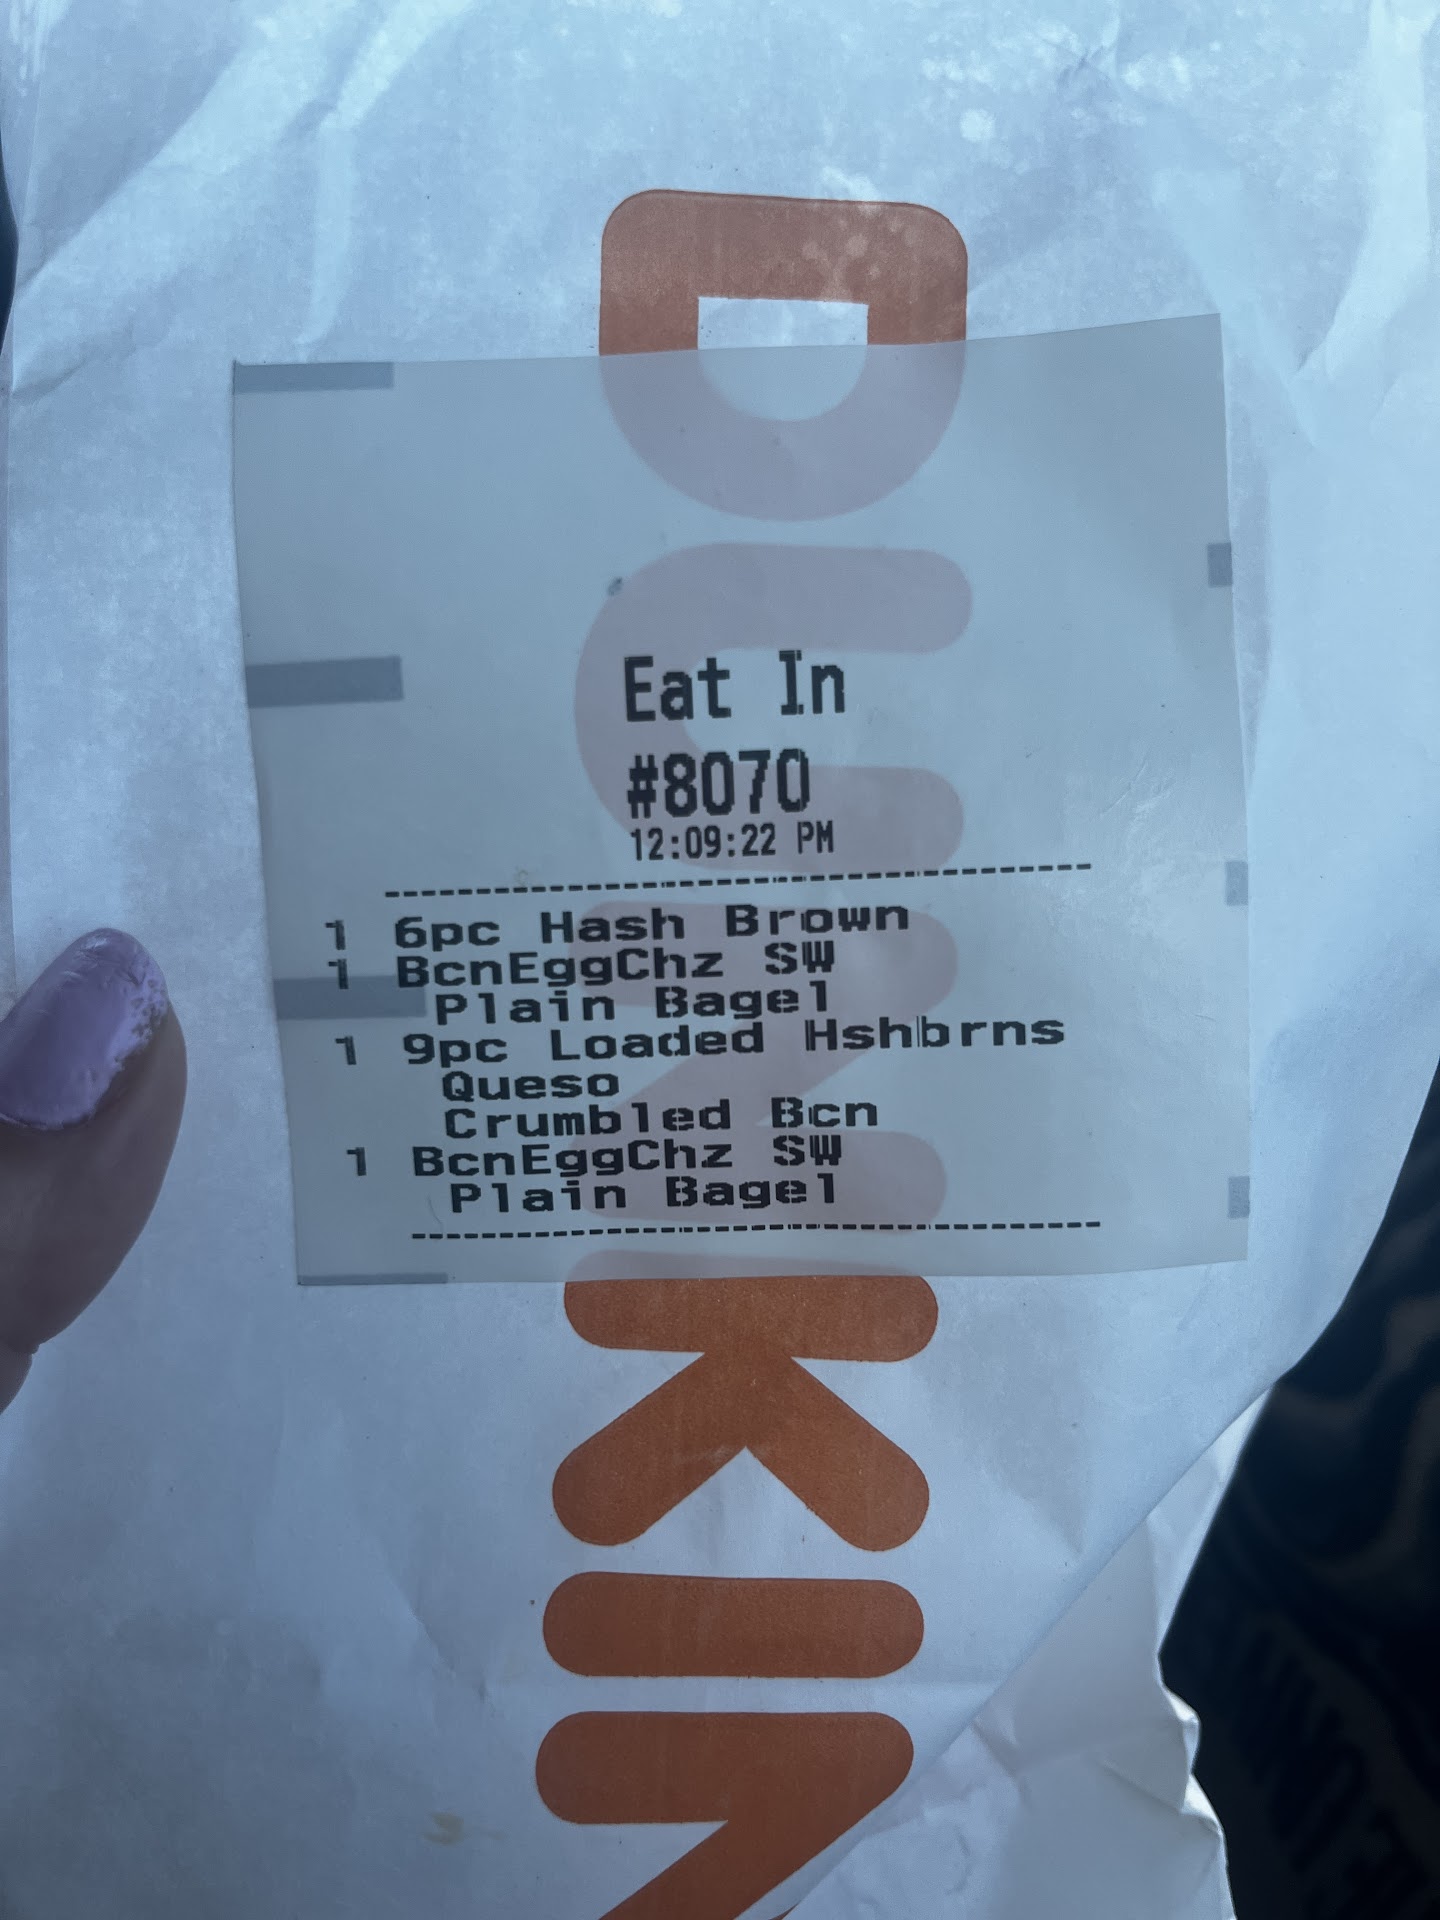 DUNKIN
Eat In
#8070
12:09:22 PM
1 6pc Hash Brown
1 BcnEggChz SW
Plain Bagel
1 9pc Loaded Hshbrns
Queso
Crumbled Bcn
1 BcnEggChz SW
Plain Bagel